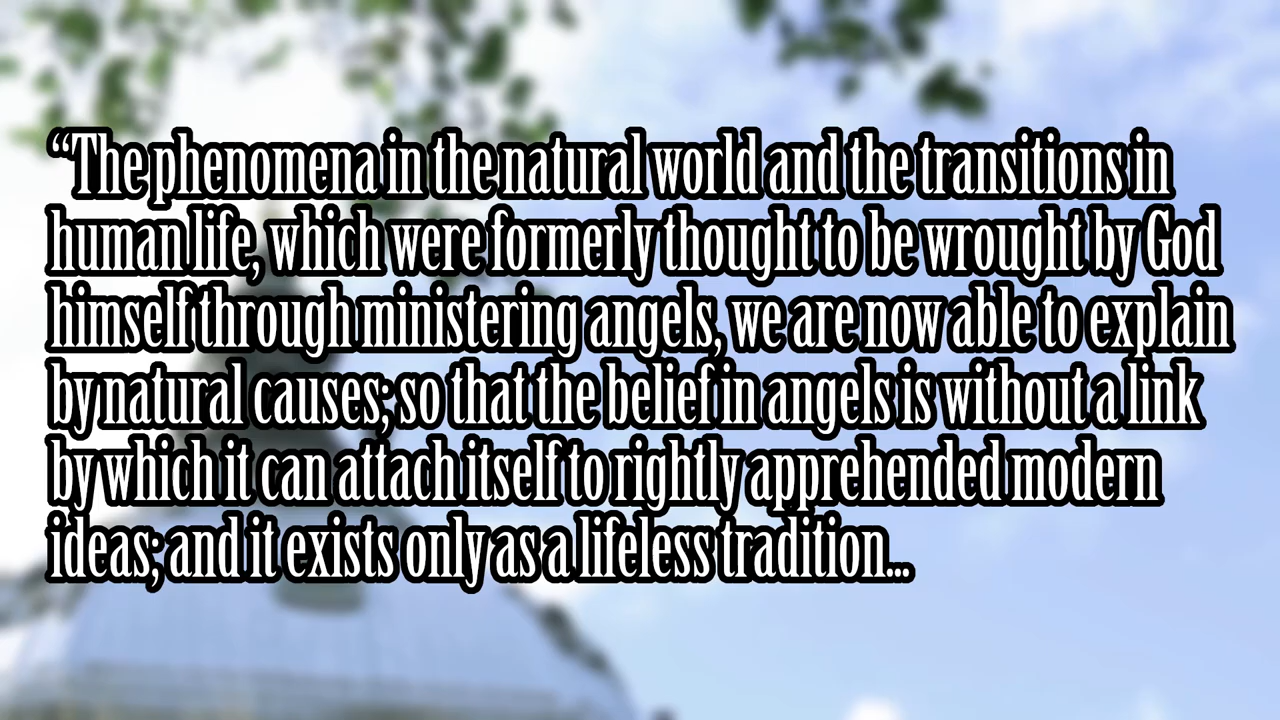 “The phenomena in the natural world and the transitions in
human life, which were formerly thought to be wrought by God
himself through ministering angels, we are now able to explain
by natural causes; so that the belief in angels is without a link
by which it can attach itself to rightly apprehended modern
ideas; and it exists only as a lifeless tradition...